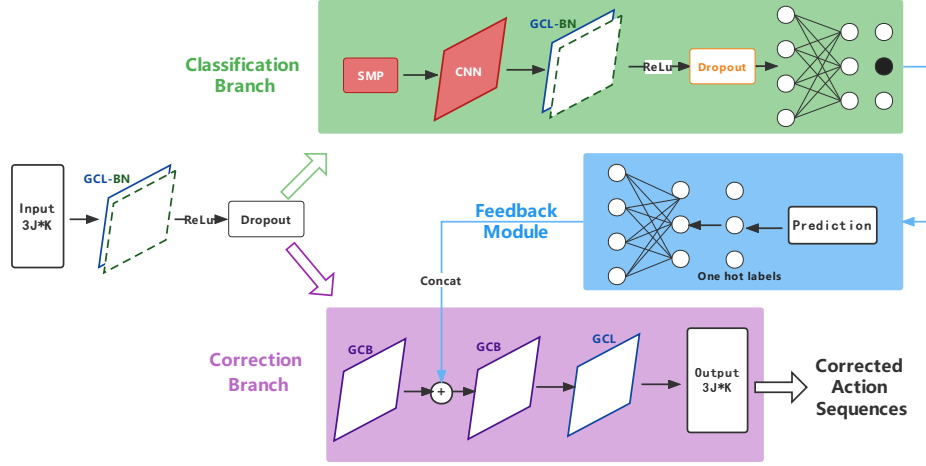 GCL-BN
Classification
Branch
SMP
CNN
ReLu
Dropout
Input
3J*K
GCL-BN
ReLu
Dropout
Feedback
Module
Prediction
One hot labels
Concat
Correction
Branch
GCB
+
GCB
GCL
Output
3J*K
Corrected
Action
Sequences